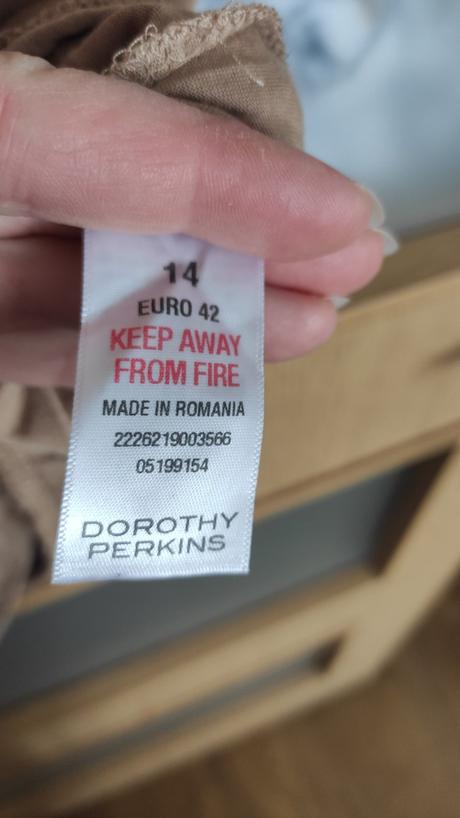 14
EURO 42
KEEP AWAY
FROM FIRE
MADE IN ROMANIA
2226219003566
05199154
DOROTHY
PERKINS